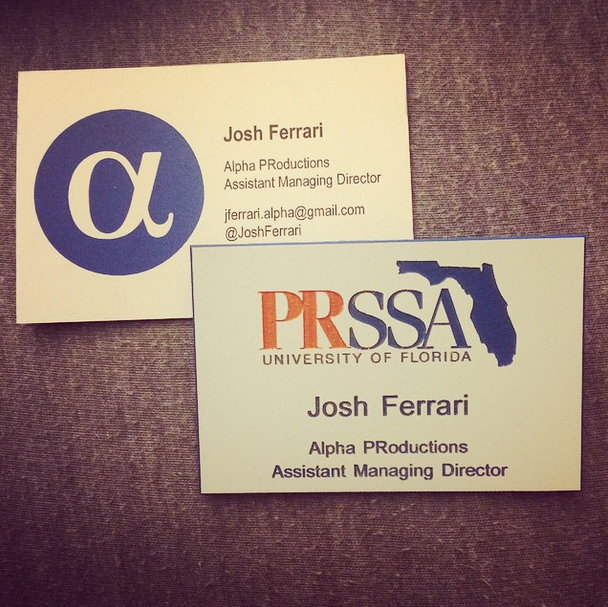 α
Josh Ferrari
Alpha PRoductions
Assistant Managing Director
jferrari.alpha@gmail.com
@JoshFerrari
PRSSA
UNIVERSITY OF FLORIDA
Josh Ferrari
Alpha PRoductions
Assistant Managing Director